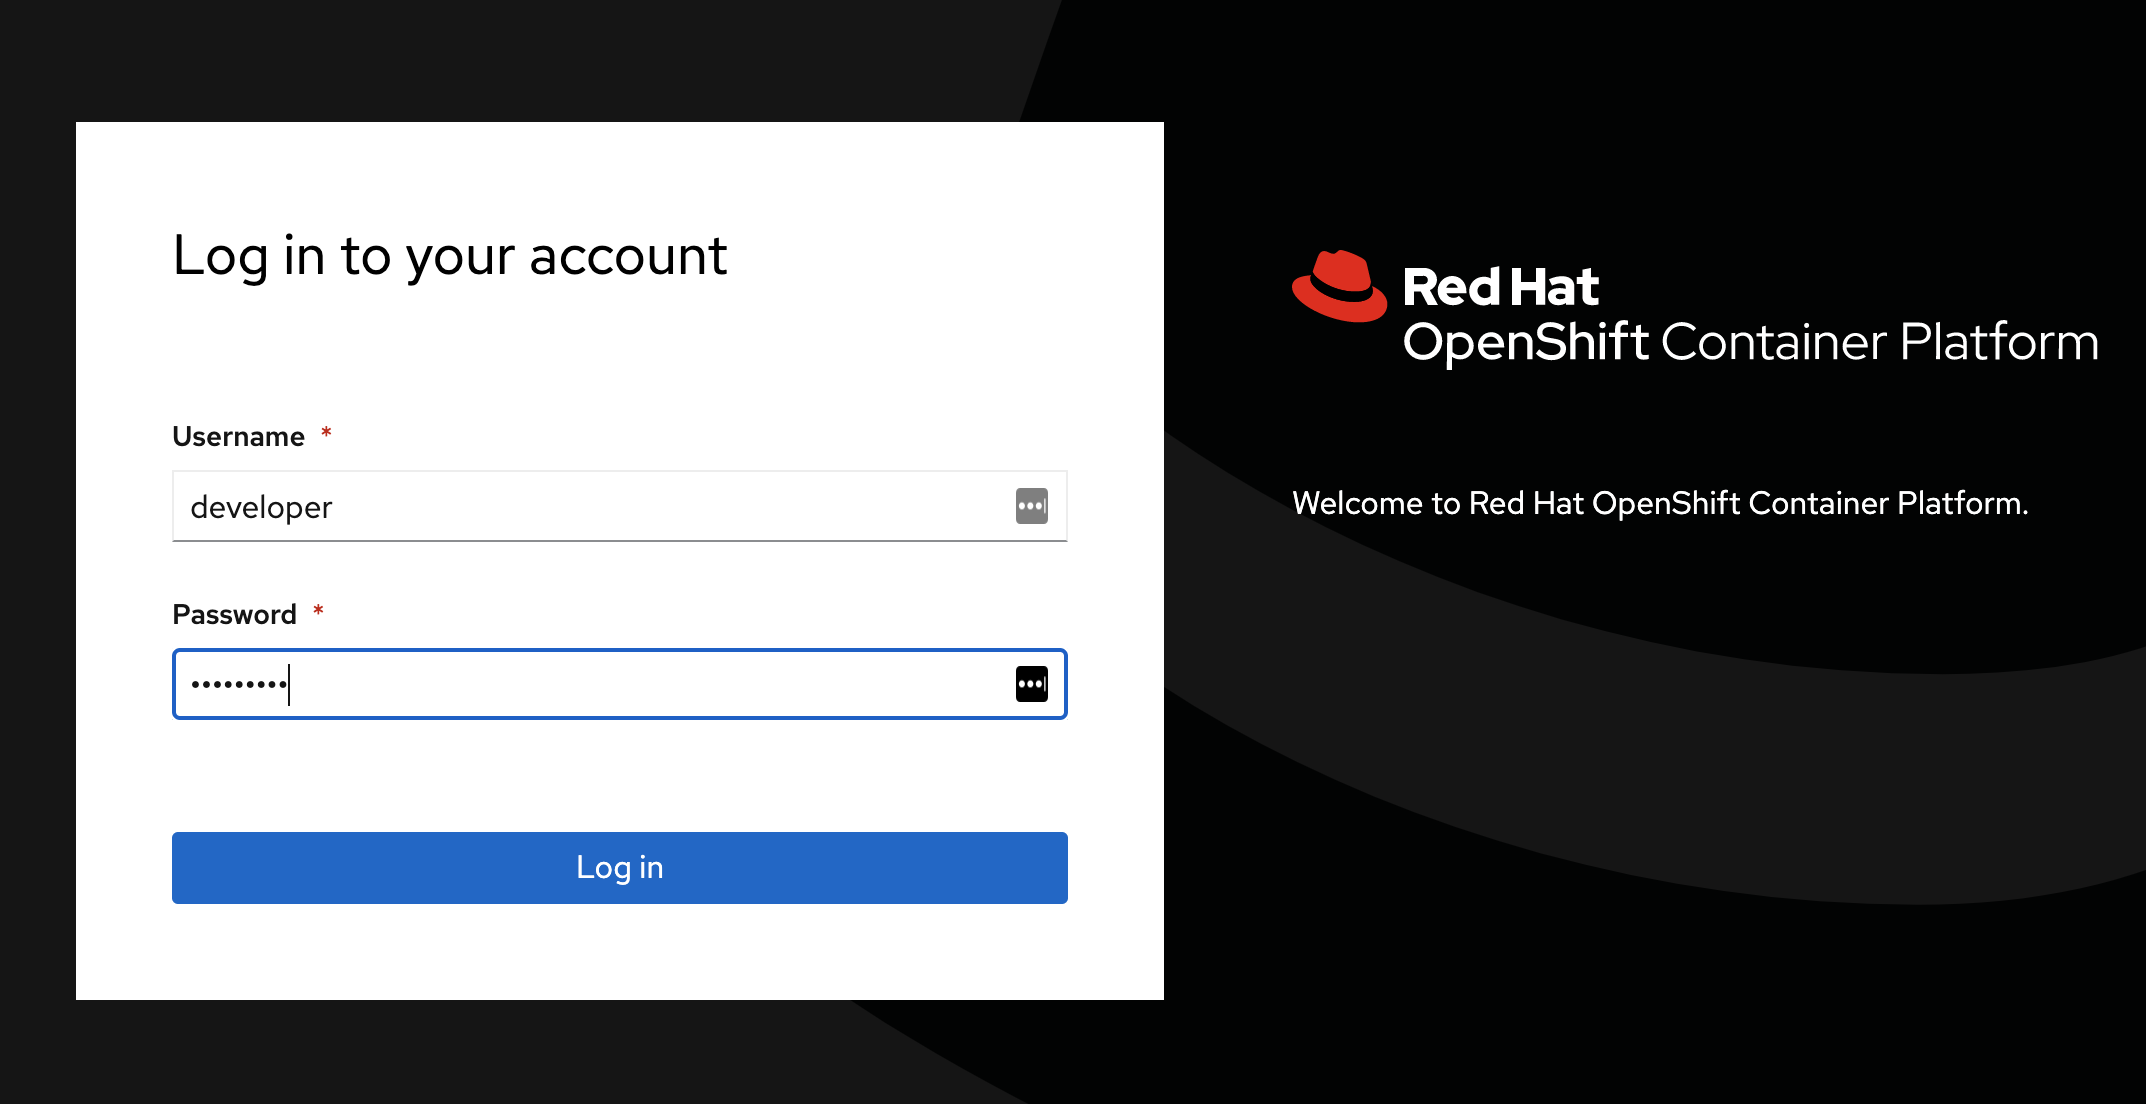 Log in to your account
Username *
developer
Password *
•••••••••
Log in
Red Hat
OpenShift Container Platform
Welcome to Red Hat OpenShift Container Platform.